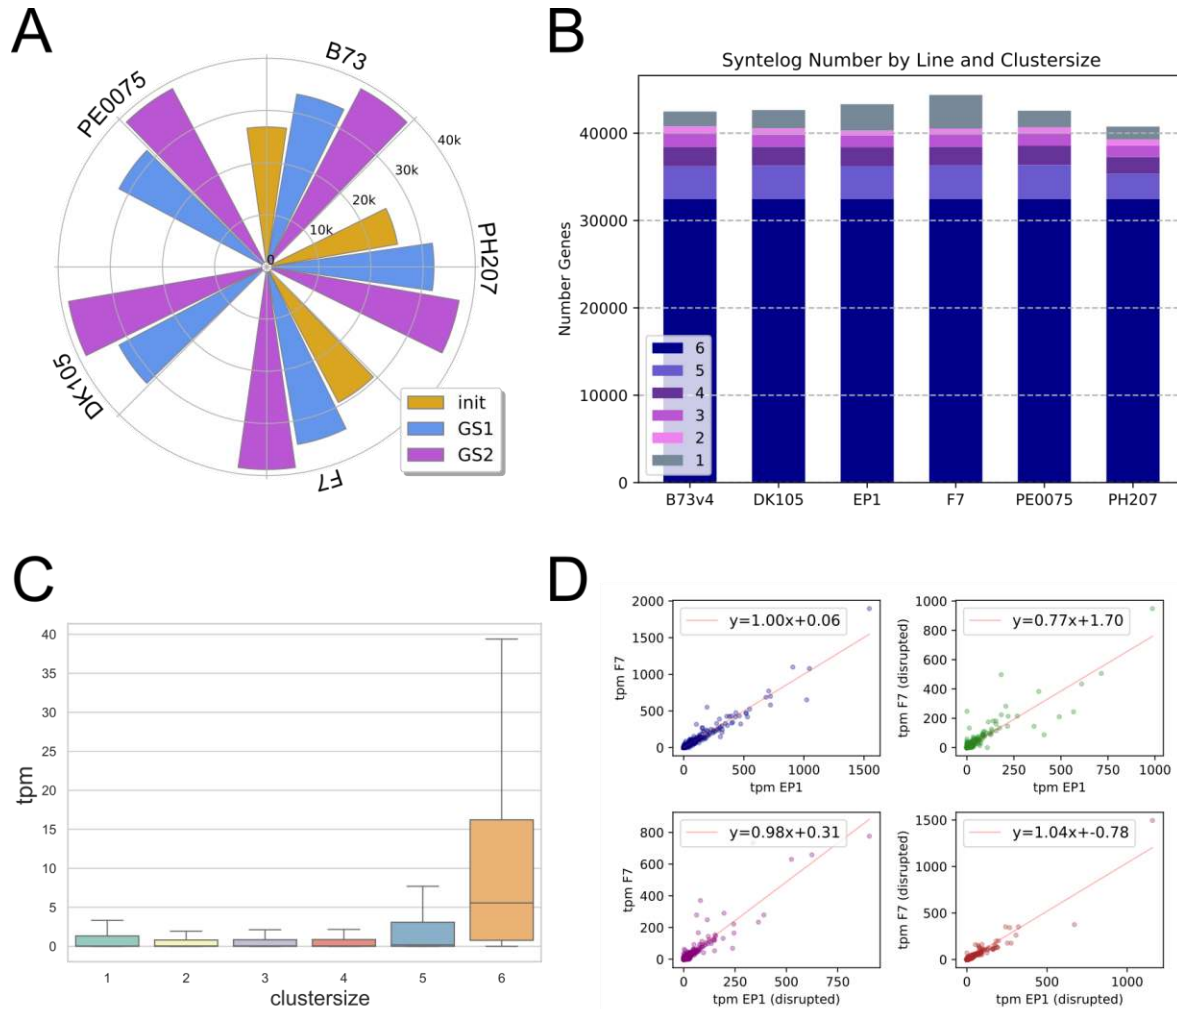 A
B73
PE0075
PH207
DK105
F7
0
10k
20k
30k
40k
init
GS1
GS2
B
Syntelog Number by Line and Clustersize
Number Genes
40000
30000
20000
10000
0
6
5
4
3
2
1
B73v4 DK105 EP1 F7 PE0075 PH207
C
tpm
40
35
30
25
20
15
10
5
0
1 2 3 4 5 6
clustersize
D
y=1.00x+0.06
tpm F7
2000
1500
1000
500
0
0 500 1000 1500
tpm EP1
y=0.77x+1.70
tpm F7 (disrupted)
1000
800
600
400
200
0
0 250 500 750 1000
tpm EP1
y=0.98x+0.31
tpm F7
800
600
400
200
0
0 250 500 750
tpm EP1 (disrupted)
y=1.04x+-0.78
tpm F7 (disrupted)
1500
1000
500
0
0 500 1000
tpm EP1 (disrupted)